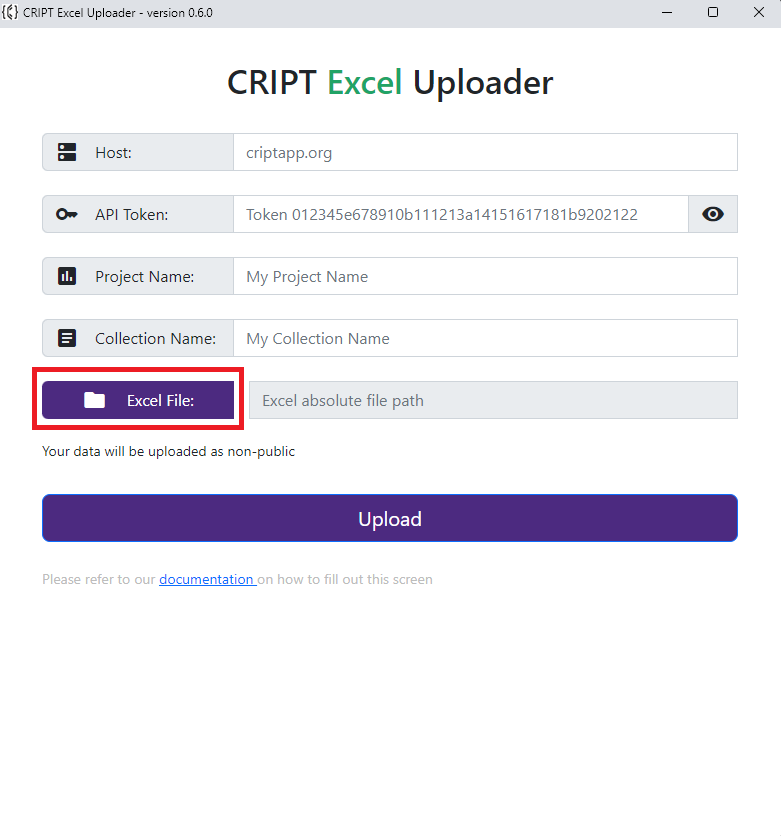 CRIPT Excel Uploader - version 0.6.0
CRIPT Excel Uploader
Host: criptapp.org
API Token: Token 012345e678910b111213a14151617181b9202122
Project Name: My Project Name
Collection Name: My Collection Name
Excel File: Excel absolute file path
Your data will be uploaded as non-public
Upload
Please refer to our documentation on how to fill out this screen